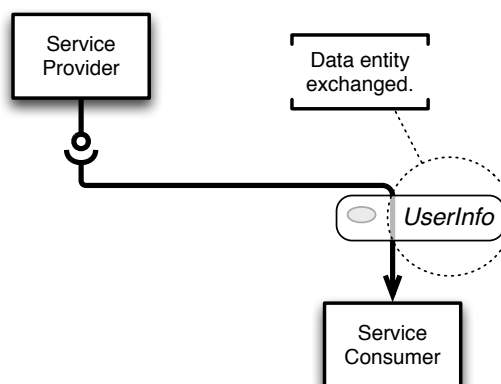 Service
Provider
Data entity
exchanged.
UserInfo
Service
Consumer